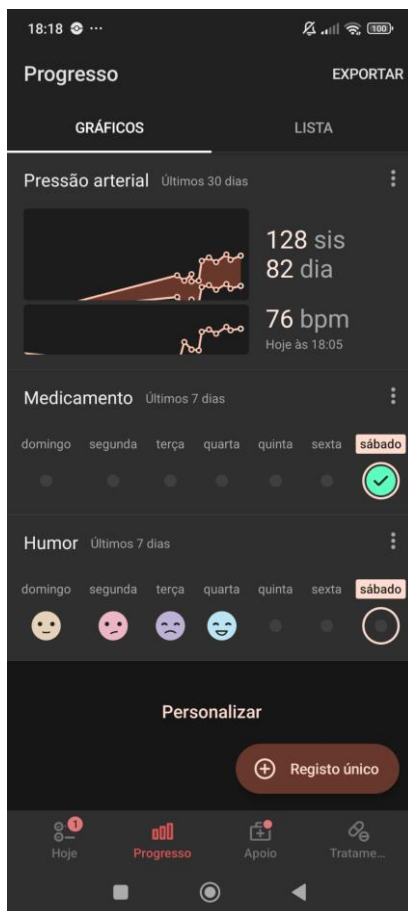 18:18 ...
100
Progresso
EXPORTAR
GRÁFICOS
LISTA
Pressão arterial Últimos 30 dias
128 sis
82 dia
76 bpm
Hoje às 18:05
Medicamento Últimos 7 dias
domingo segunda terça quarta quinta sexta sábado
Humor Últimos 7 dias
domingo segunda terça quarta quinta sexta sábado
Personalizar
Registo único
1
Hoje Progresso Apoio Tratame...